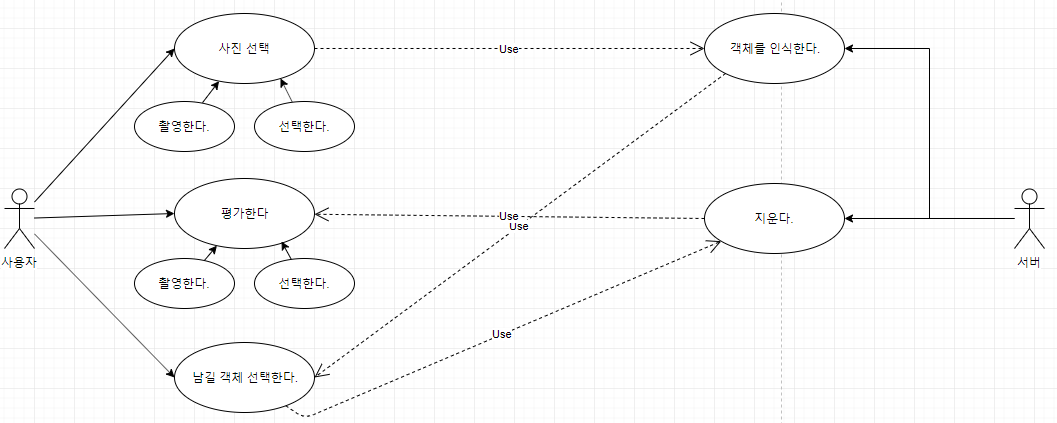 사진 선택
Use
객체를 인식한다.
촬영한다.
선택한다.
평가한다
Use
Use
지운다.
사용자
서버
촬영한다.
선택한다.
Use
남길 객체 선택한다.